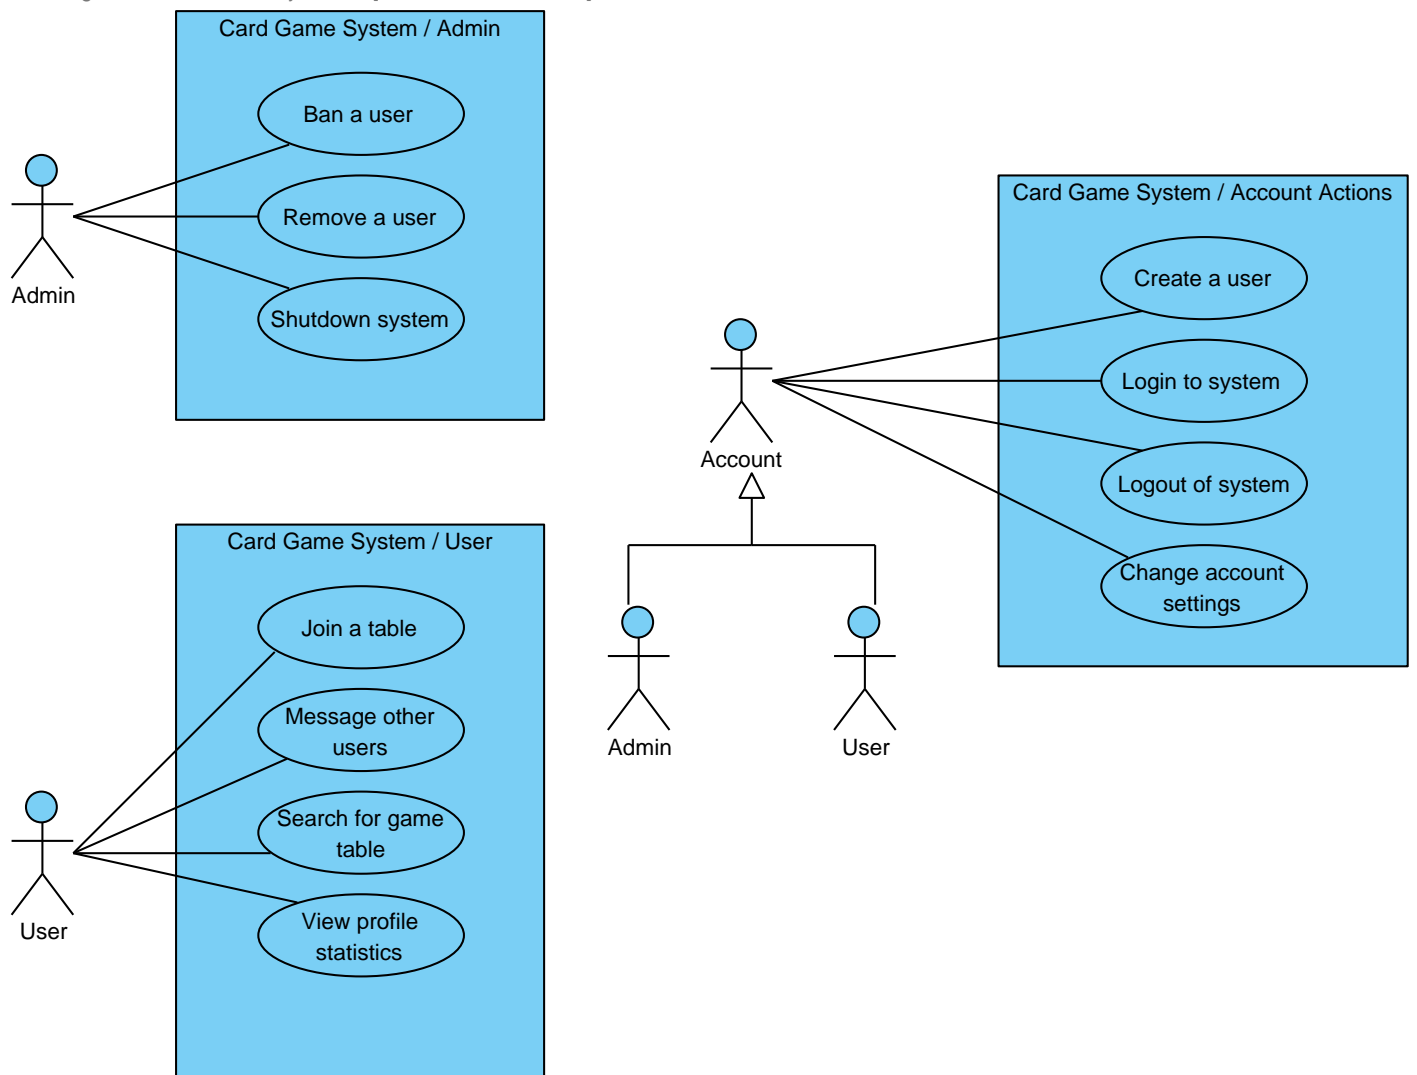 Card Game System / Admin
Ban a user
Remove a user
Shutdown system
Admin
Card Game System / Account Actions
Create a user
Login to system
Logout of system
Change account
settings
Account
Admin
User
Card Game System / User
Join a table
Message other
users
Search for game
table
View profile
statistics
User